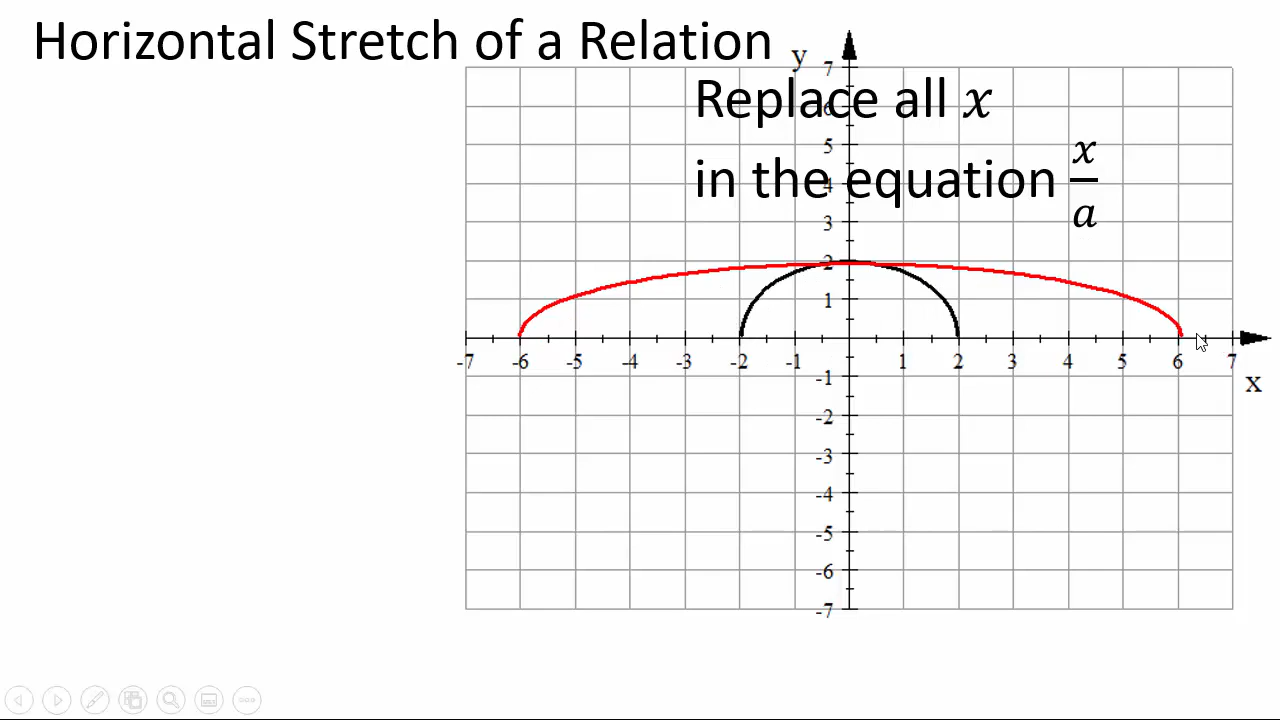 Horizontal Stretch of a Relation
y
Replace all x
in the equation x/a
7
6
5
4
3
2
1
-7 -6 -5 -4 -3 -2 -1 1 2 3 4 5 6 7
x
-1
-2
-3
-4
-5
-6
-7